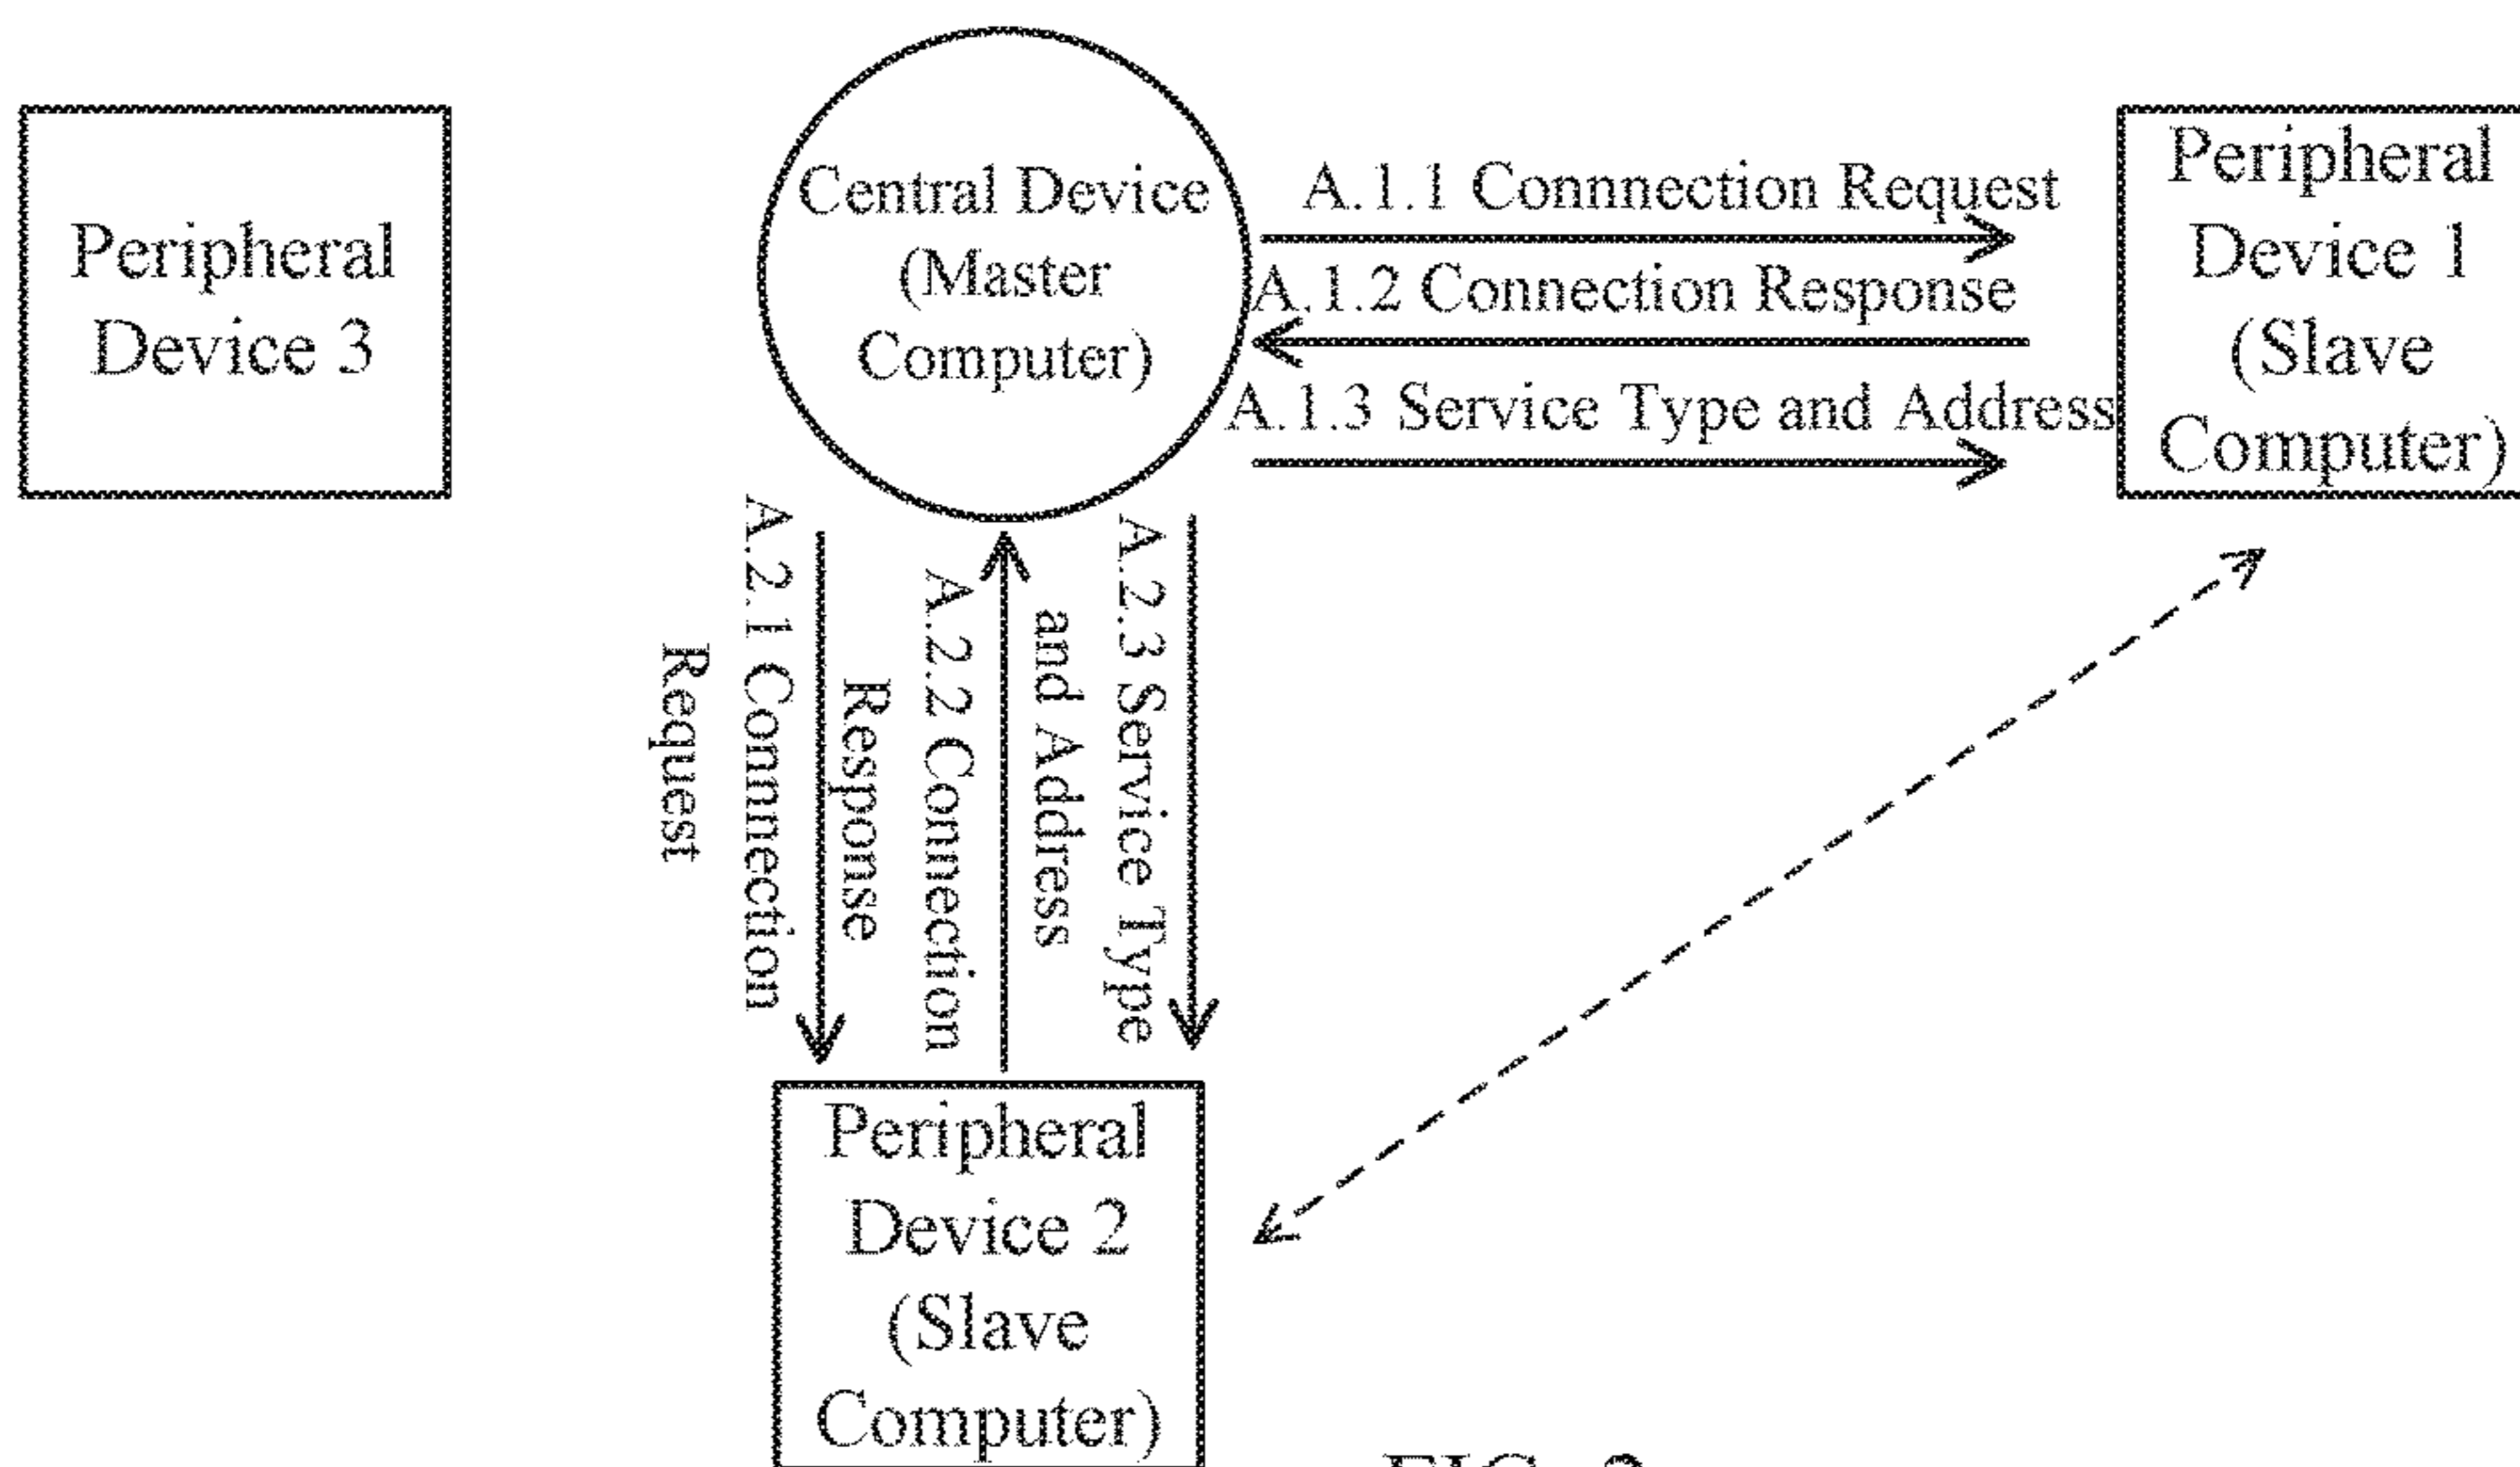 Peripheral
Device 3
Central Device
(Master
Computer)
A.1.1 Connnection Request
A.1.2 Connection Response
A.1.3 Service Type and Address
Peripheral
Device 1
(Slave
Computer)
A.2.1 Connection
Request
A.2.2 Connection
Response
A.2.3 Service Type
and Address
Peripheral
Device 2
(Slave
Computer)
FIG.